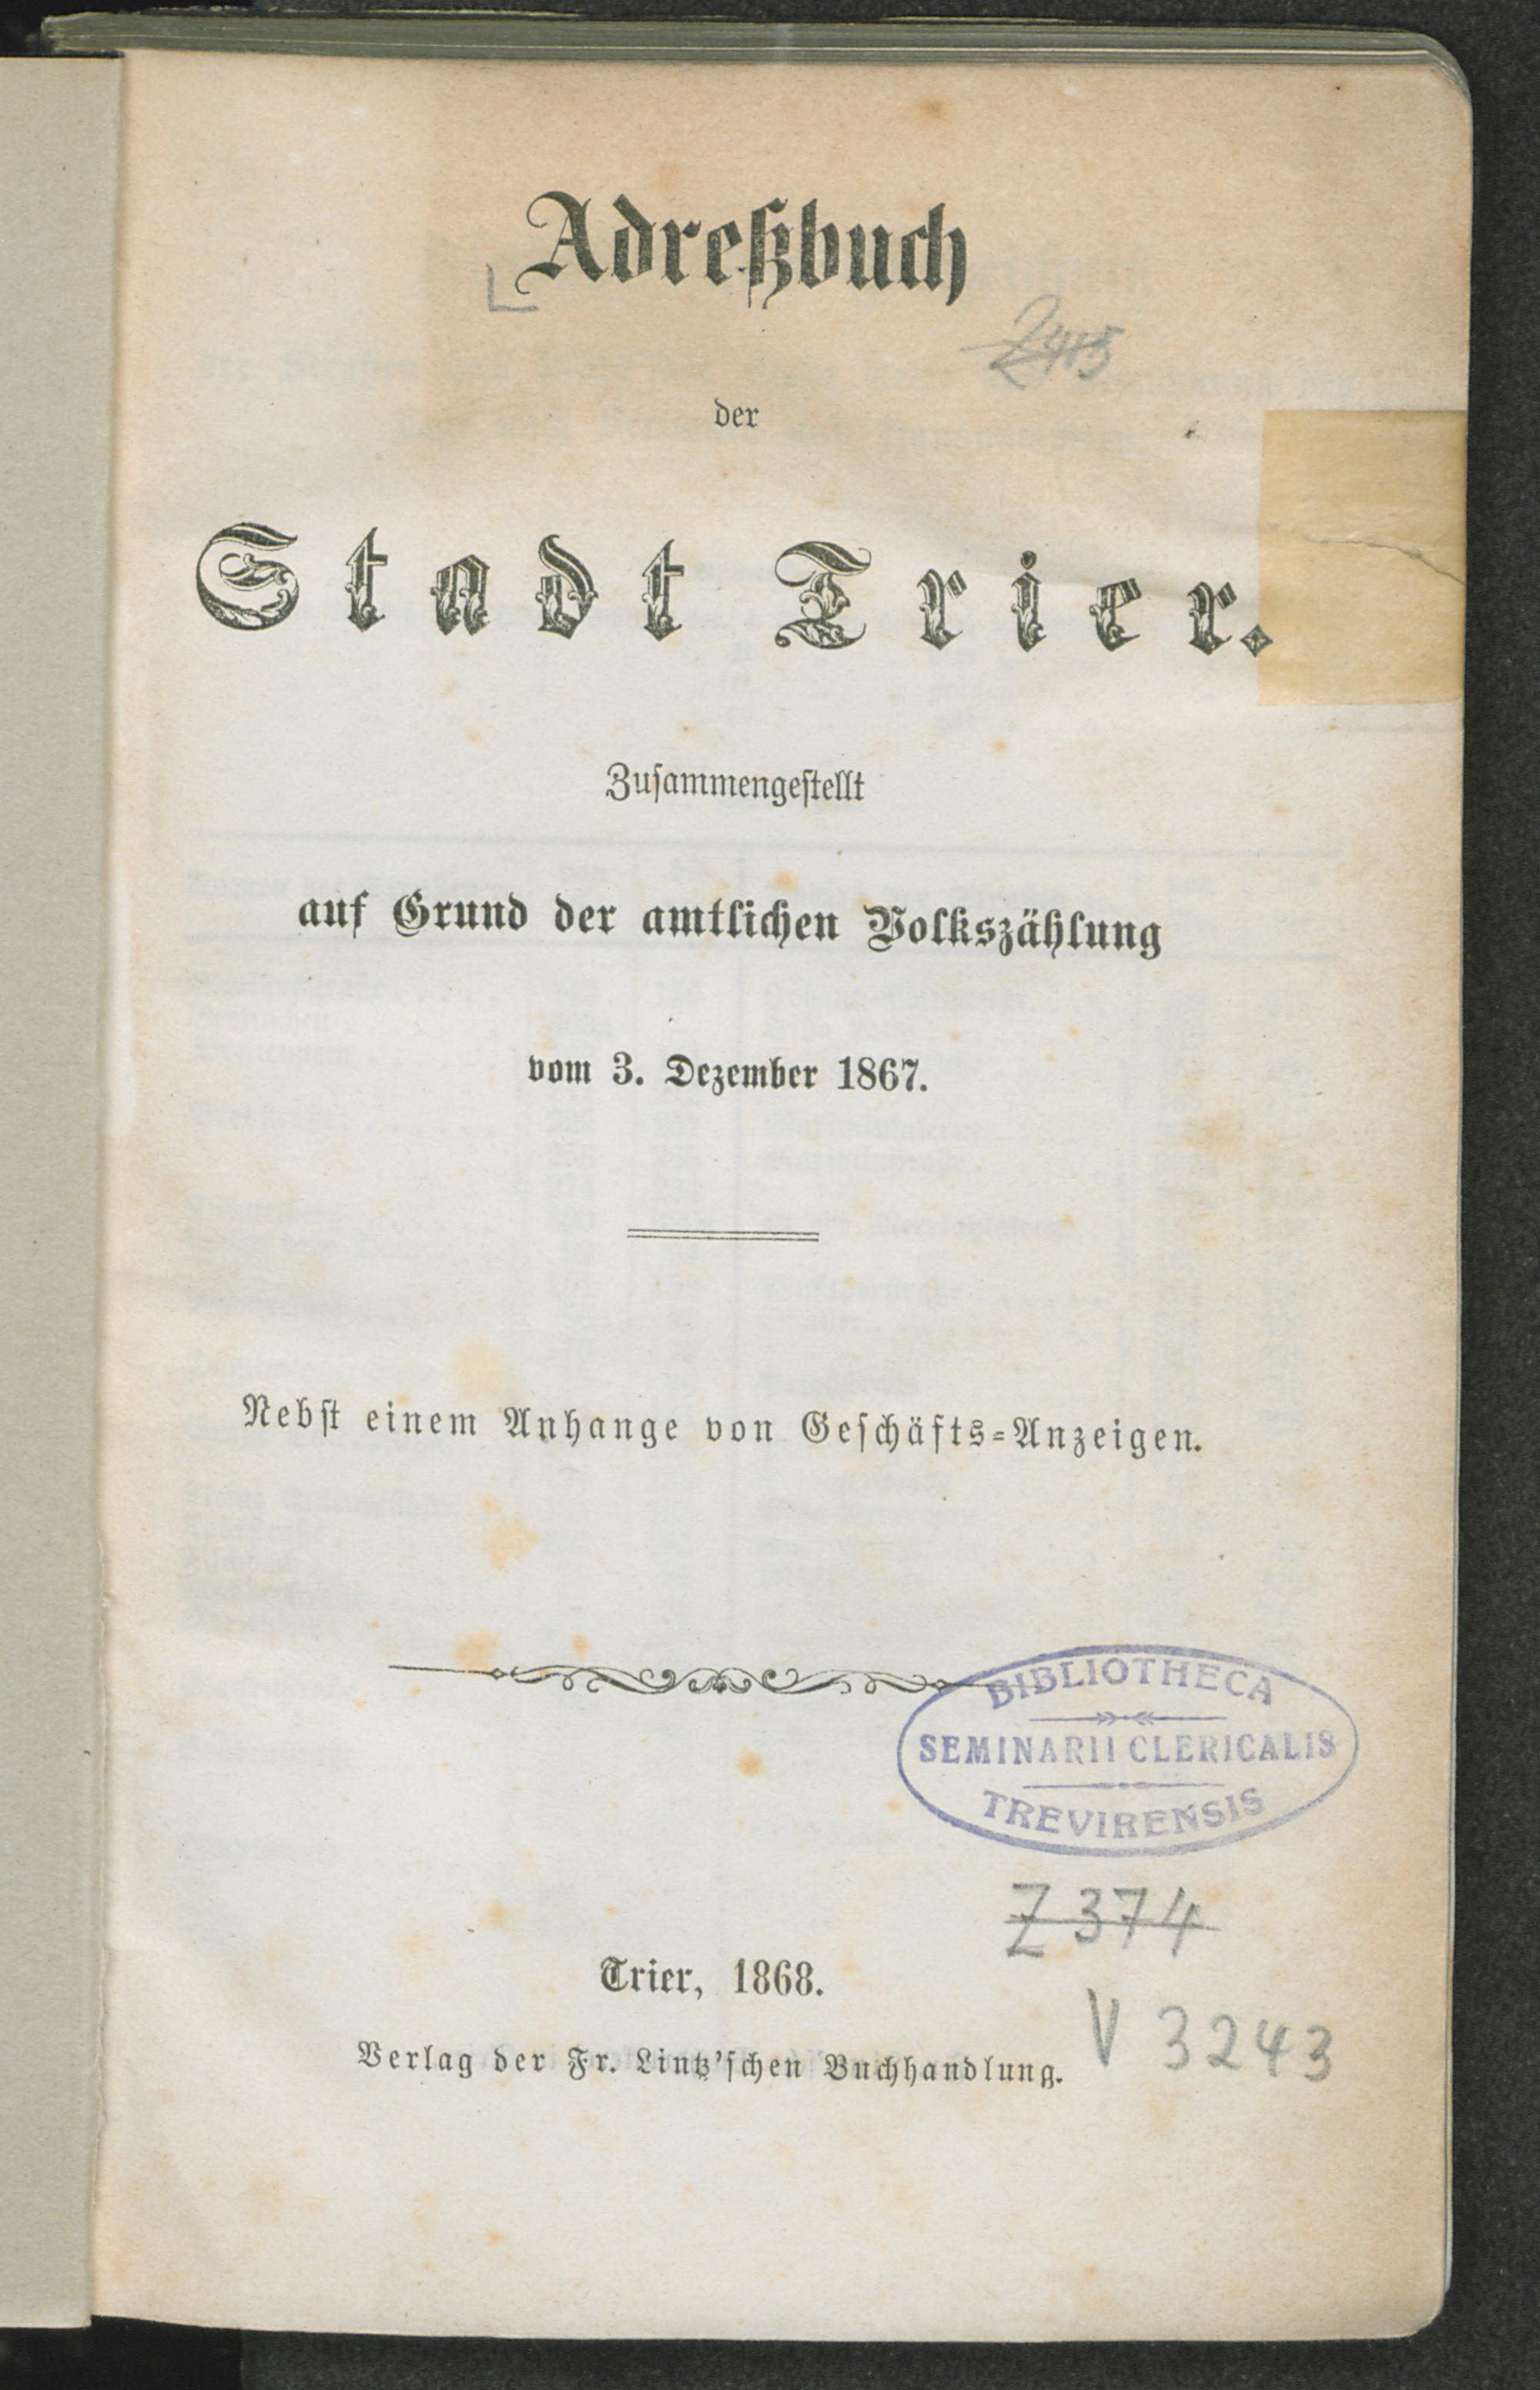 Adreßbuch
der
Stadt Trier.
Zusammengestellt
auf Grund der amtlichen Volkszählung
vom 3. Dezember 1867.
Nebst einem Anhange von Geschäfts-Anzeigen.
BIBLIOTHECA
SEMINARII CLERICALIS
TREVIRENSIS
Z 374
Trier, 1868.
V 3243
Verlag der Fr. Lintz'schen Buchhandlung.